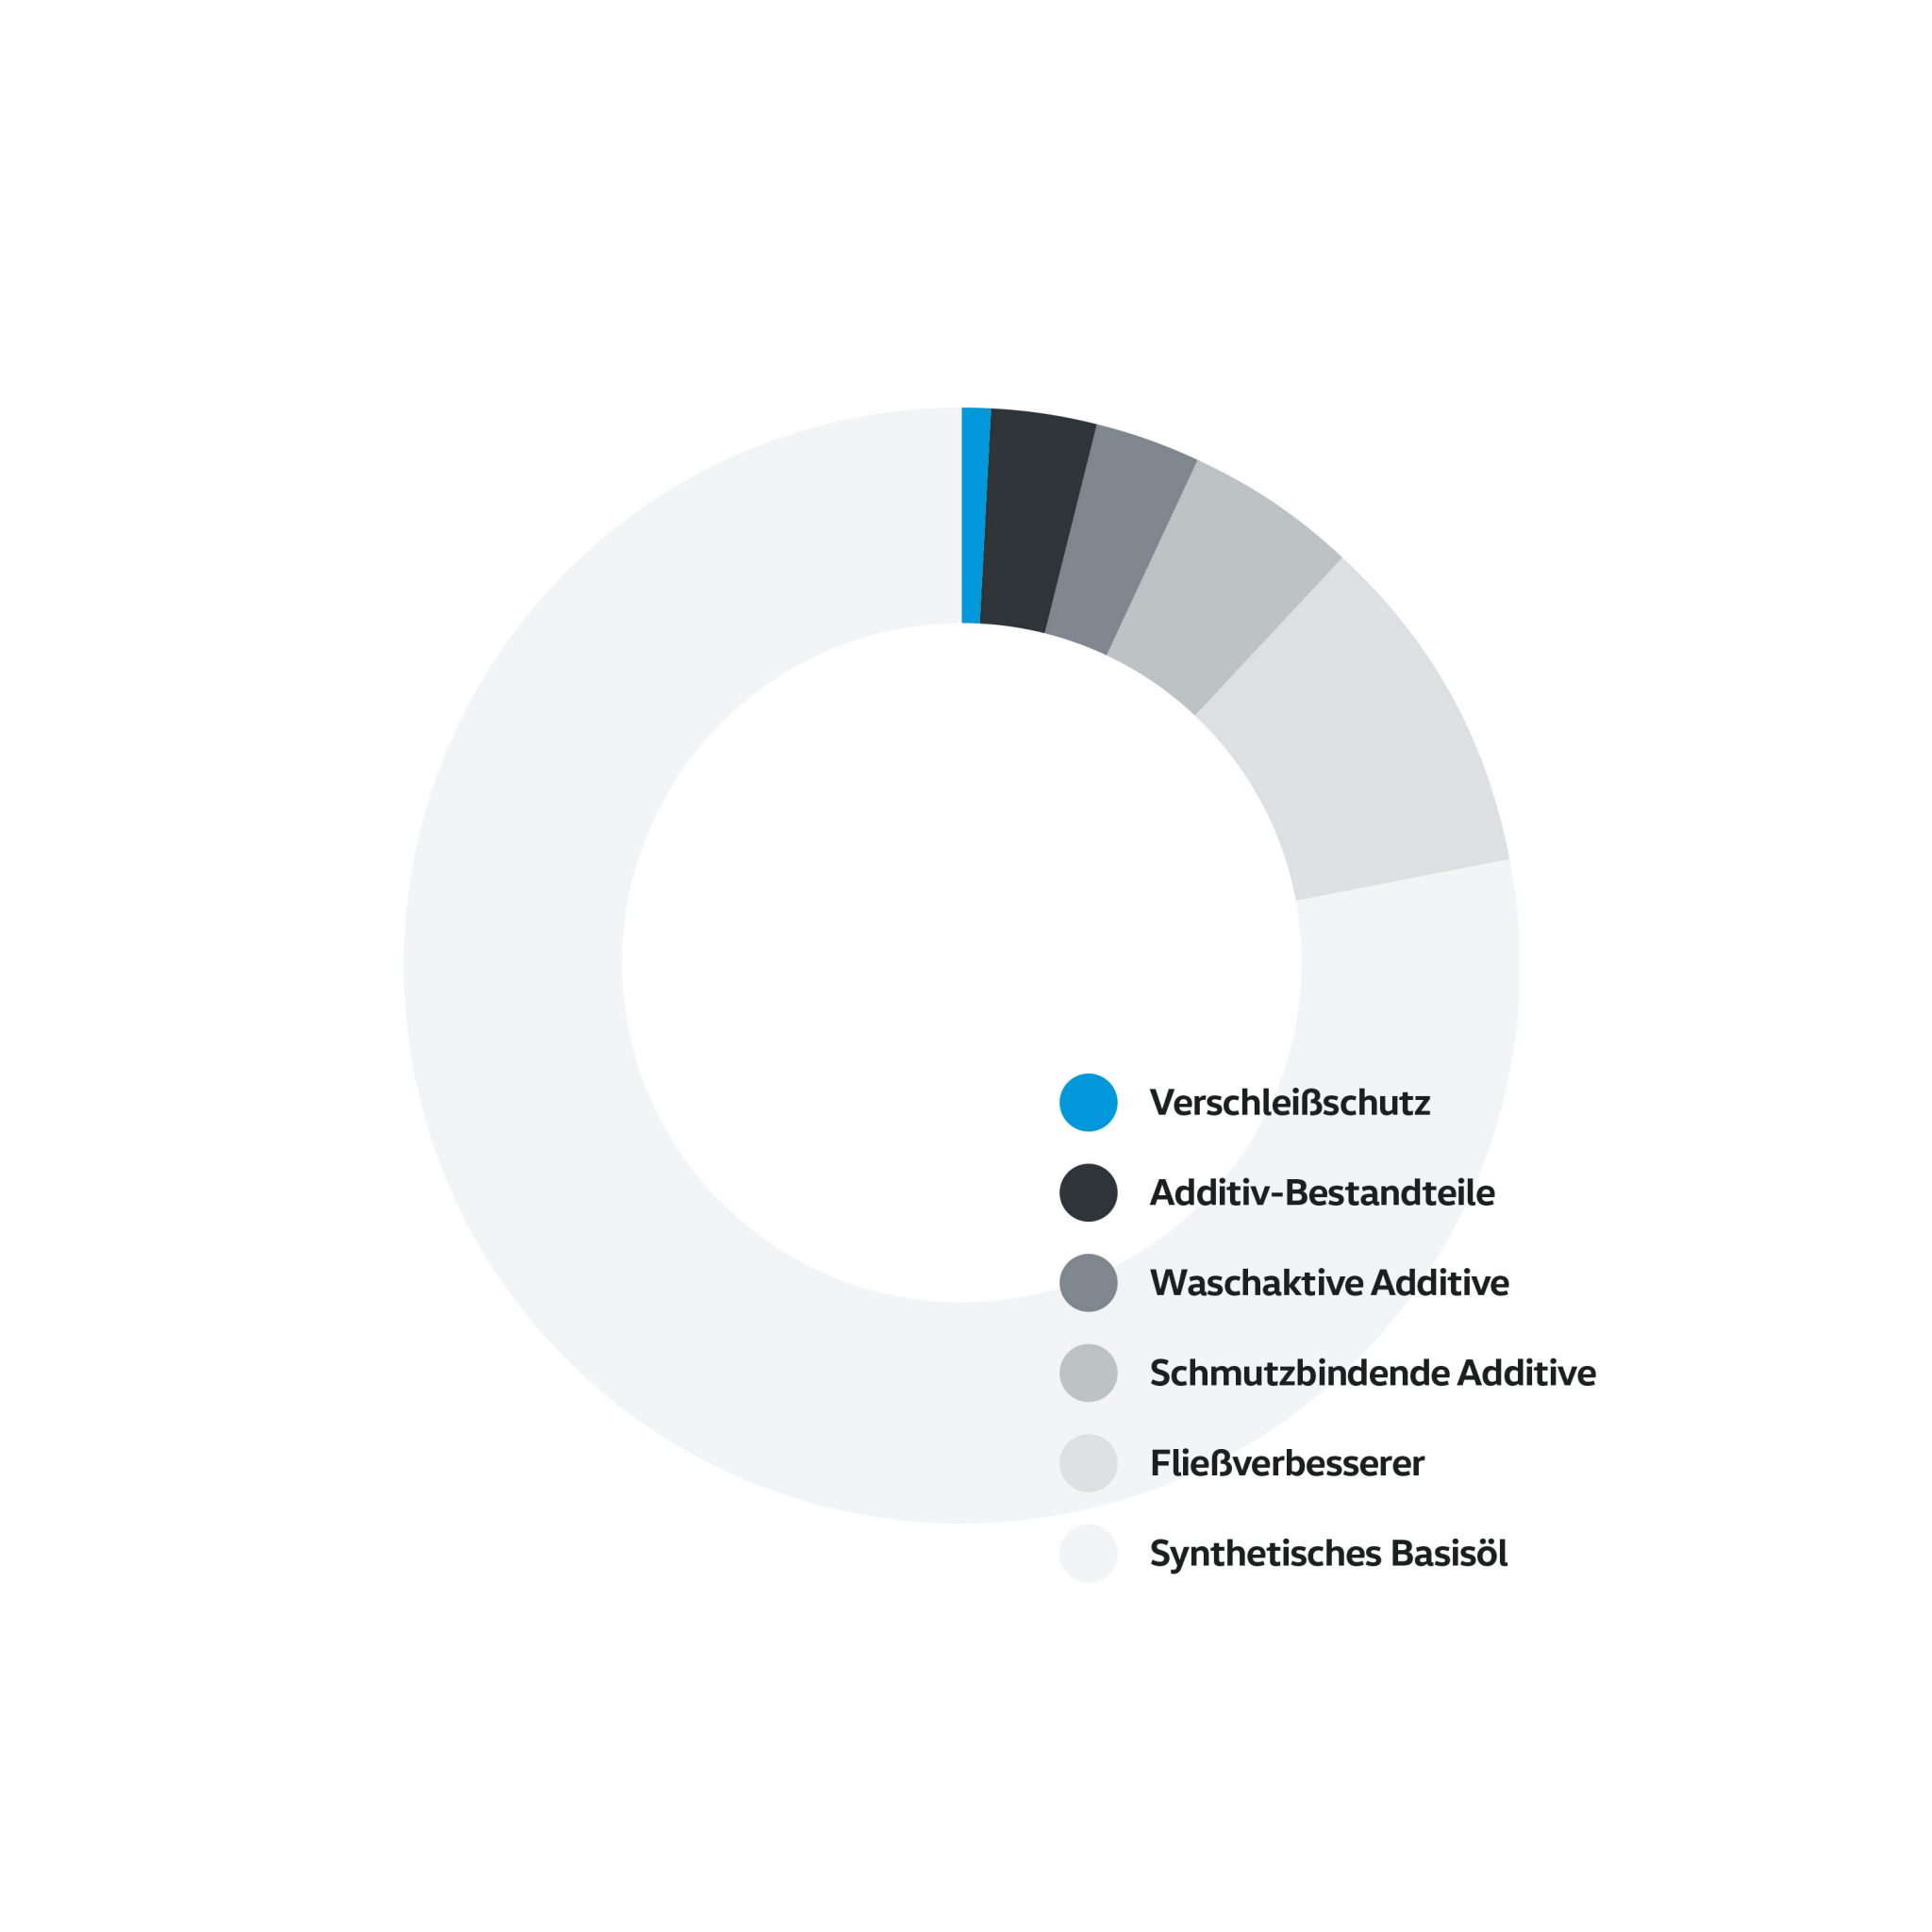 Verschleißschutz
Additiv-Bestandteile
Waschaktive Additive
Schmutzbindende Additive
Fließverbesserer
Synthetisches Basisöl